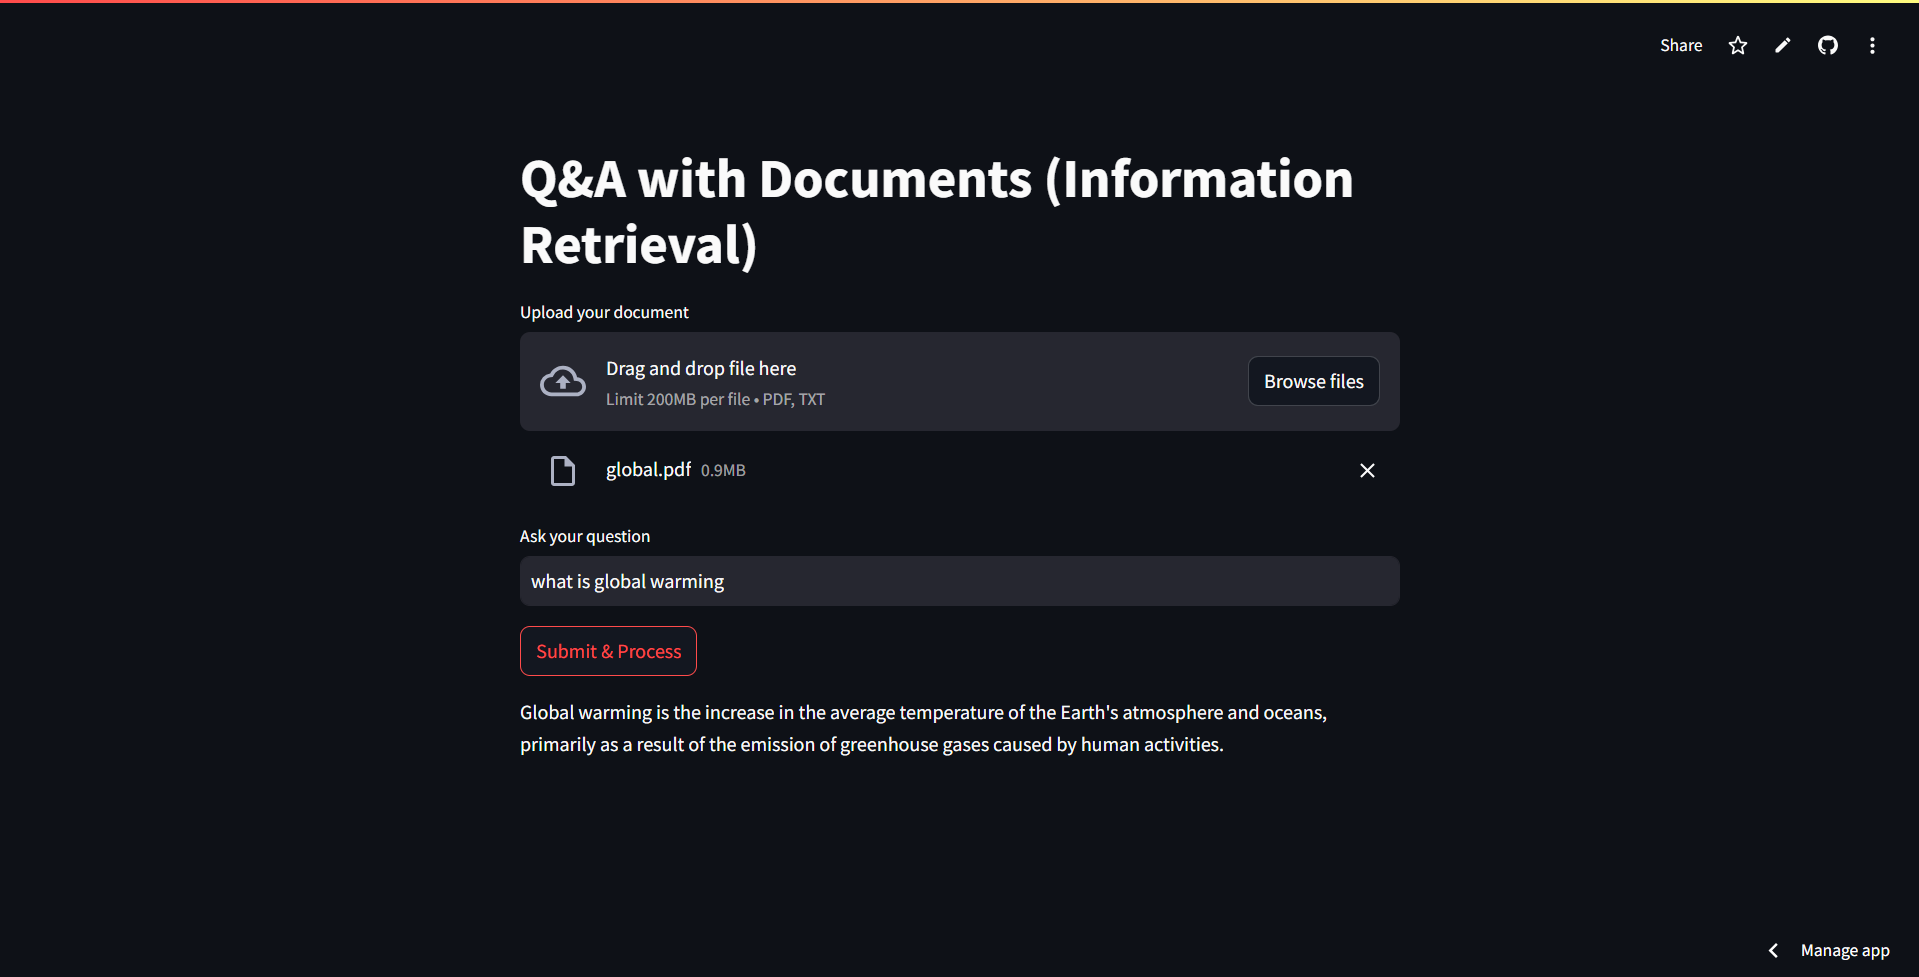 Share
Q&A with Documents (Information
Retrieval)
Upload your document
Drag and drop file here
Limit 200MB per file • PDF, TXT
Browse files
global.pdf 0.9MB
Ask your question
what is global warming
Submit & Process
Global warming is the increase in the average temperature of the Earth's atmosphere and oceans,
primarily as a result of the emission of greenhouse gases caused by human activities.
Manage app